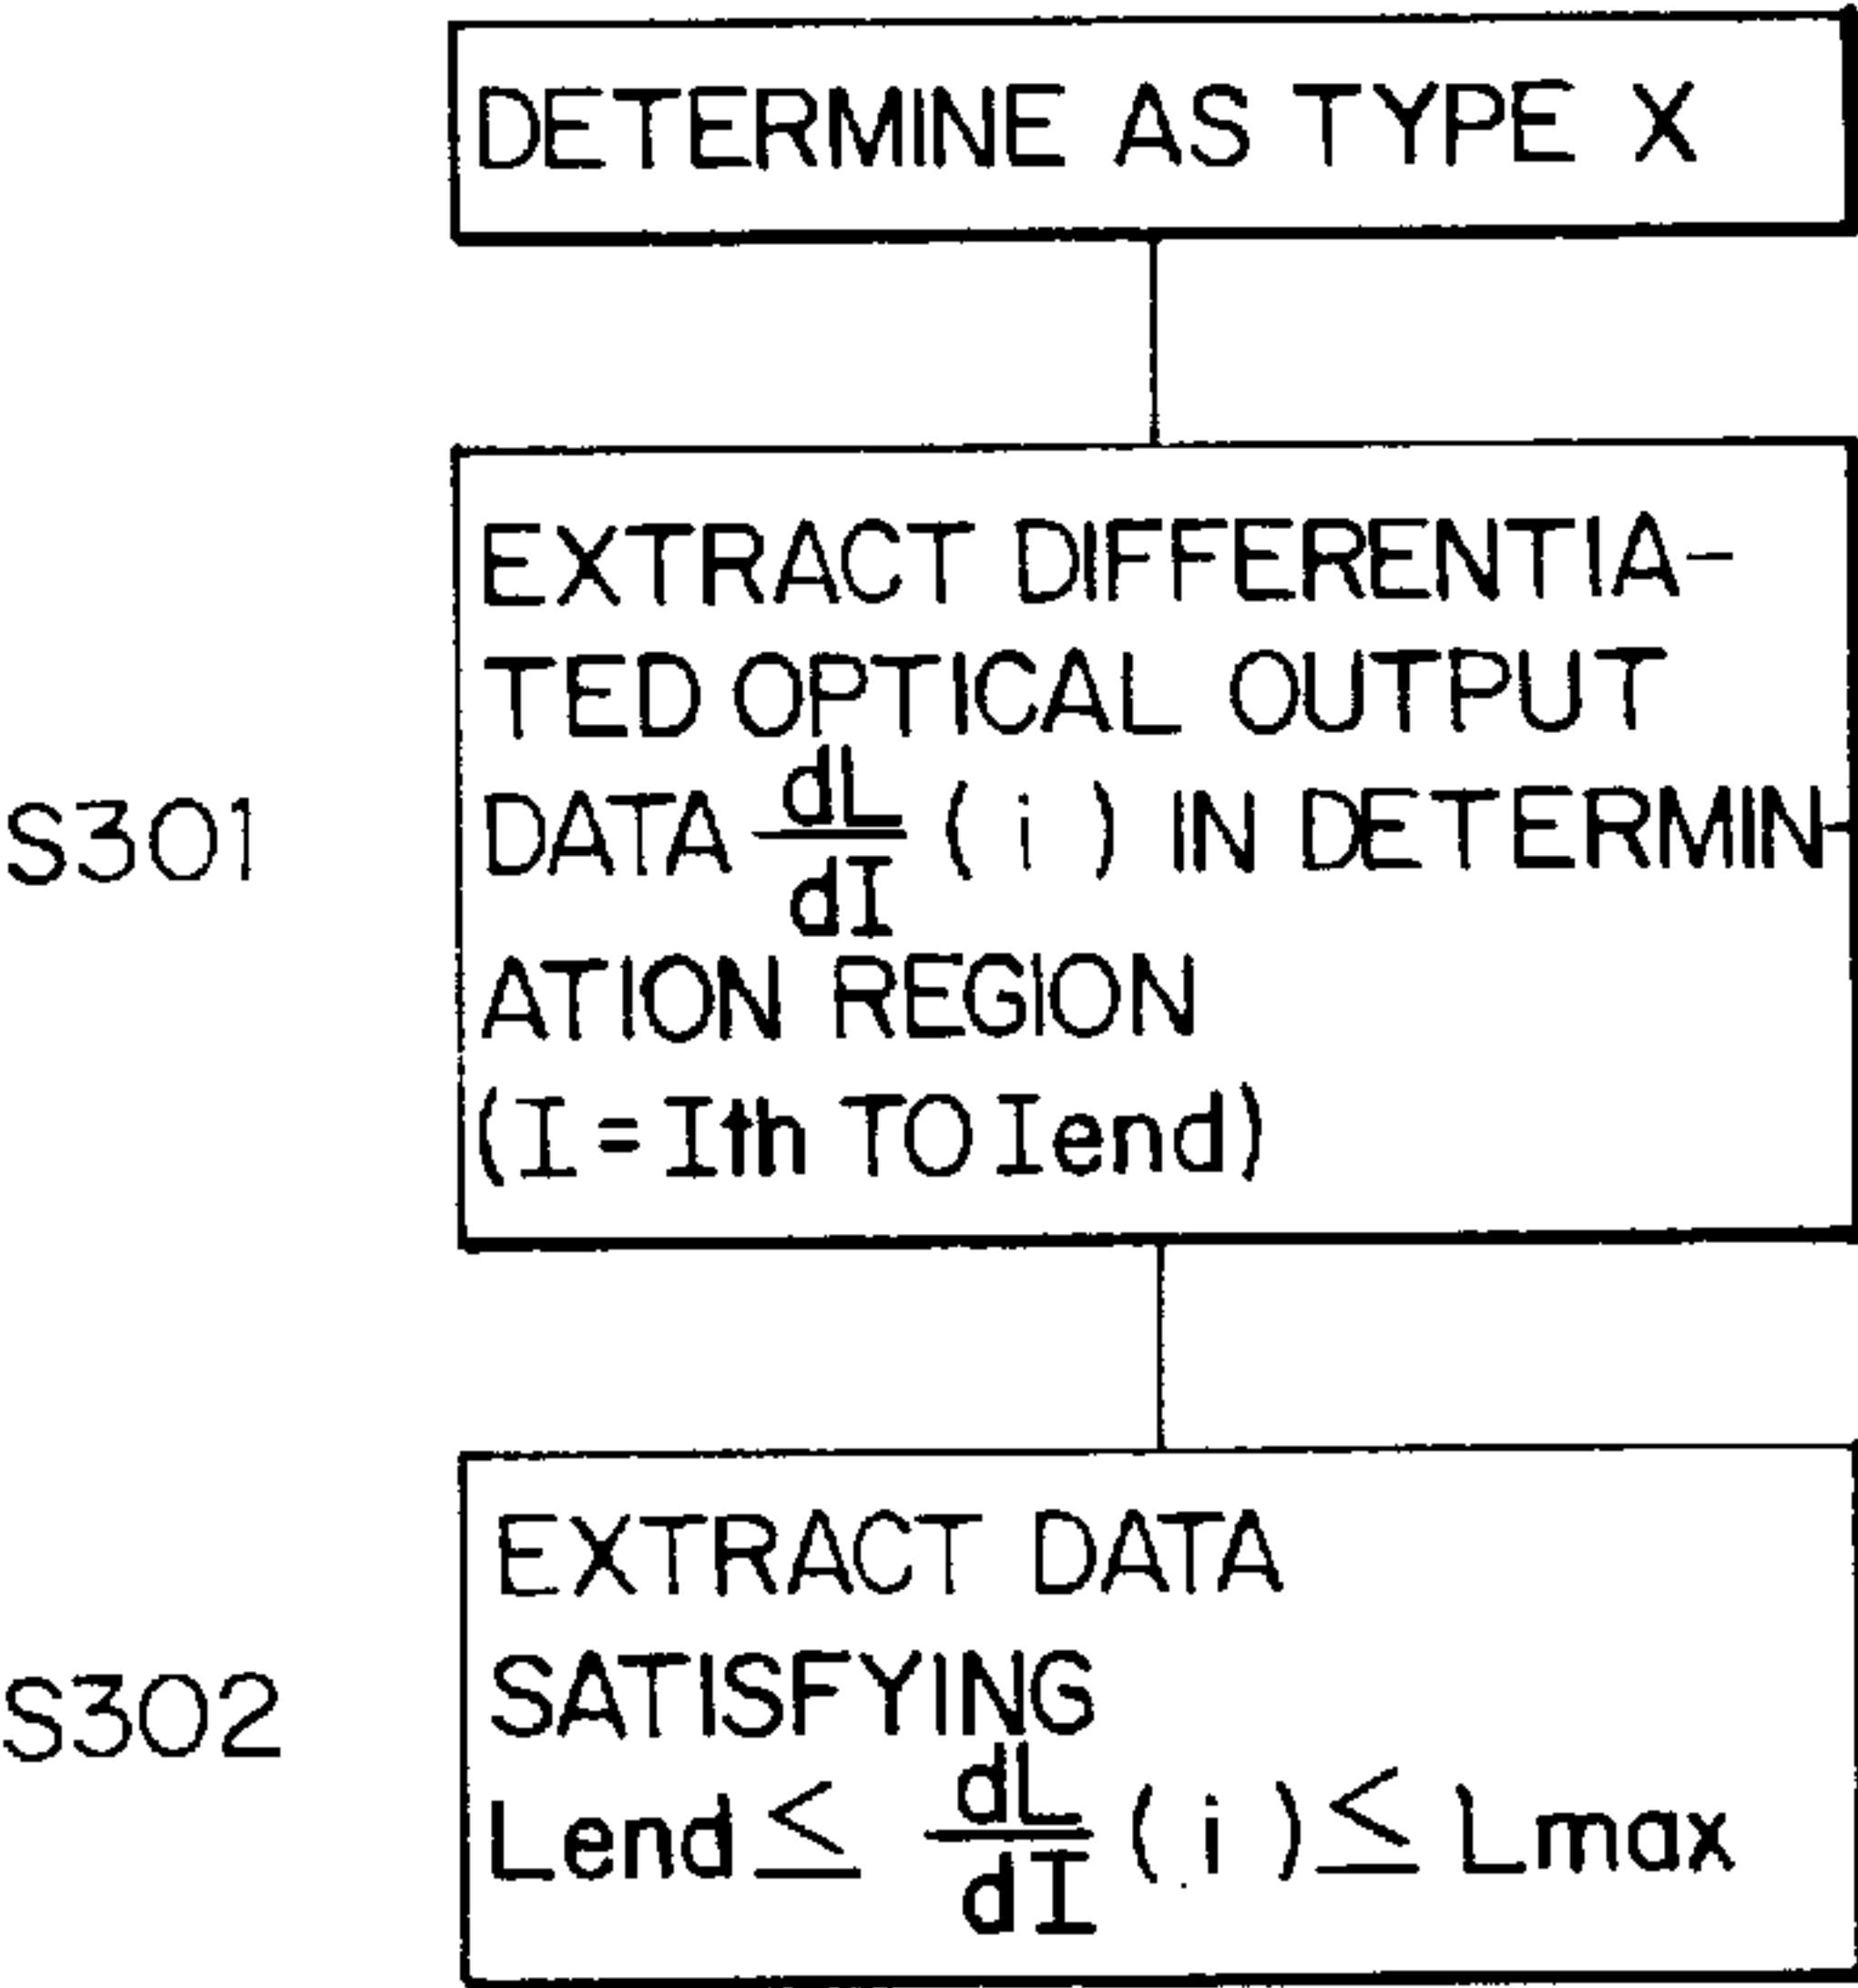 DETERMINE AS TYPE X
S301
EXTRACT DIFFERENTIA-
TED OPTICAL OUTPUT
DATA dL/dI (i) IN DETERMIN-
ATION REGION
(I=Ith TO Iend)
S302
EXTRACT DATA
SATISFYING
Lend ≤ dL/dI (i) ≤ Lmax